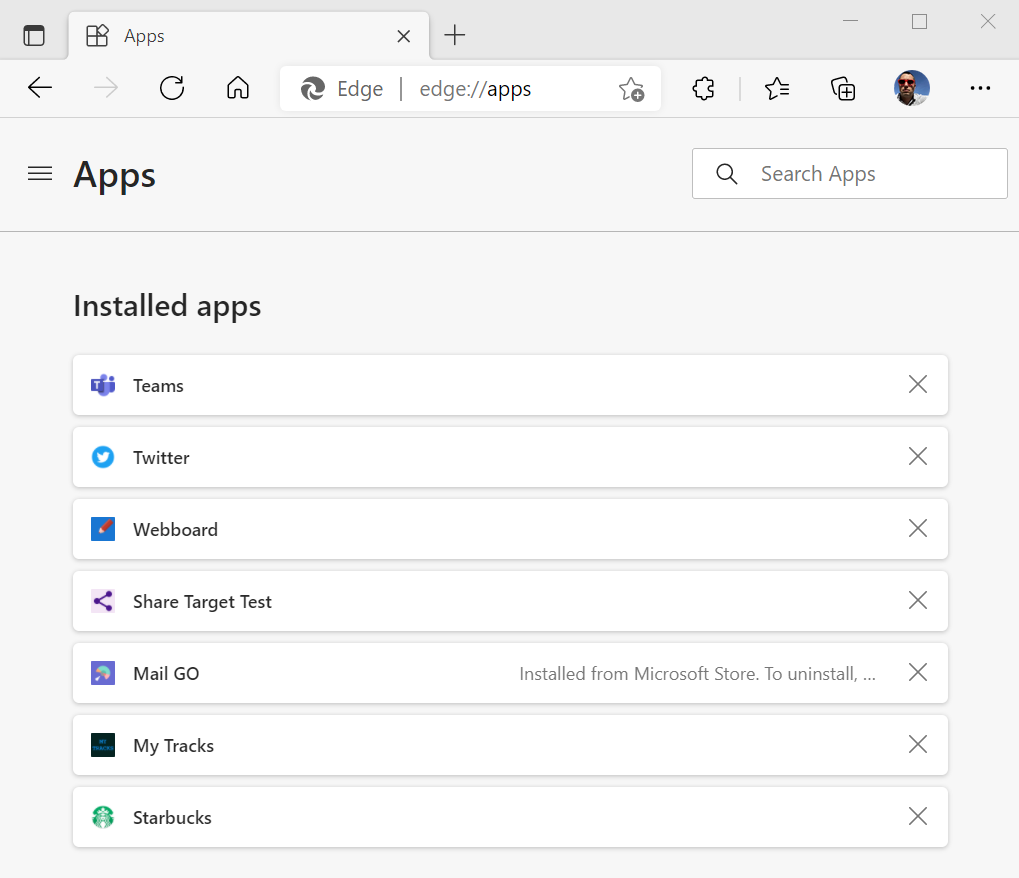 Apps
Edge
edge://apps
Apps
Search Apps
Installed apps
Teams
Twitter
Webboard
Share Target Test
Mail GO Installed from Microsoft Store. To uninstall, ...
My Tracks
Starbucks